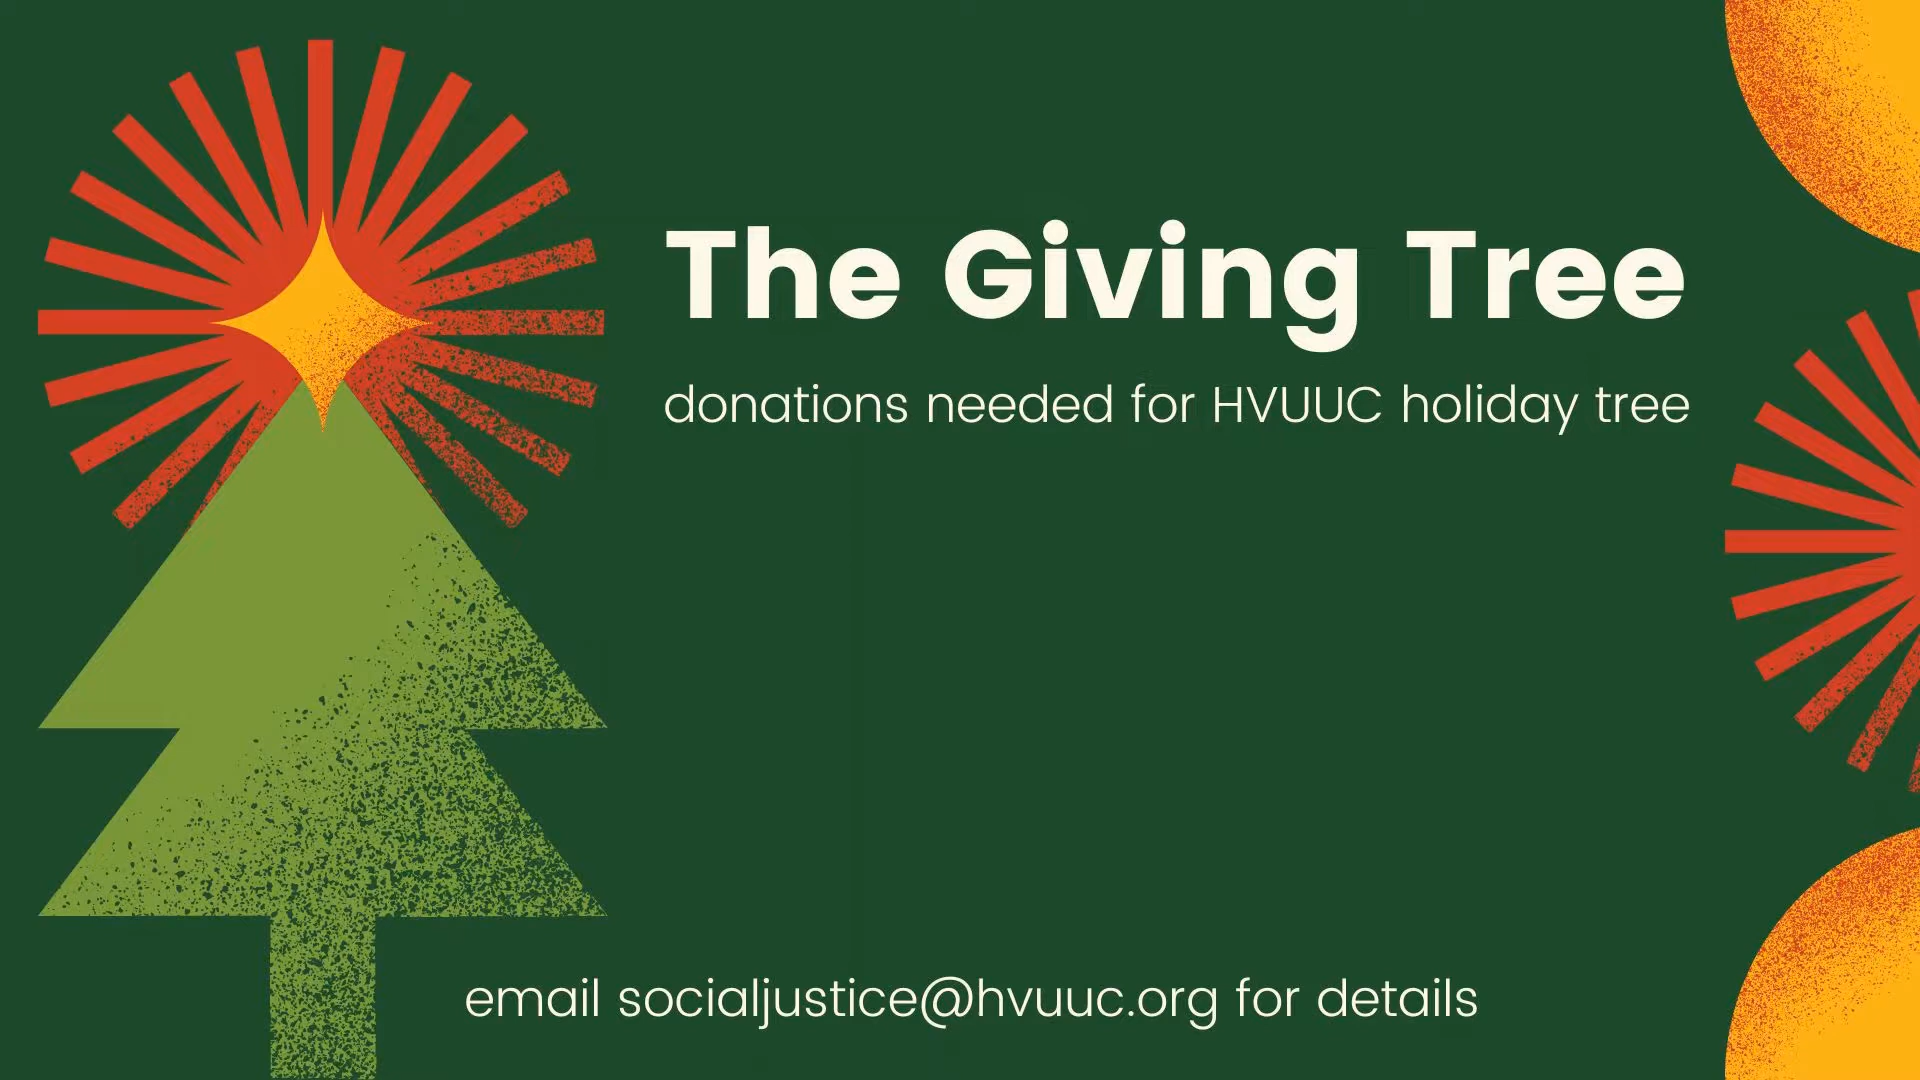 The Giving Tree
donations needed for HVUUC holiday tree
email socialjustice@hvuuc.org for details